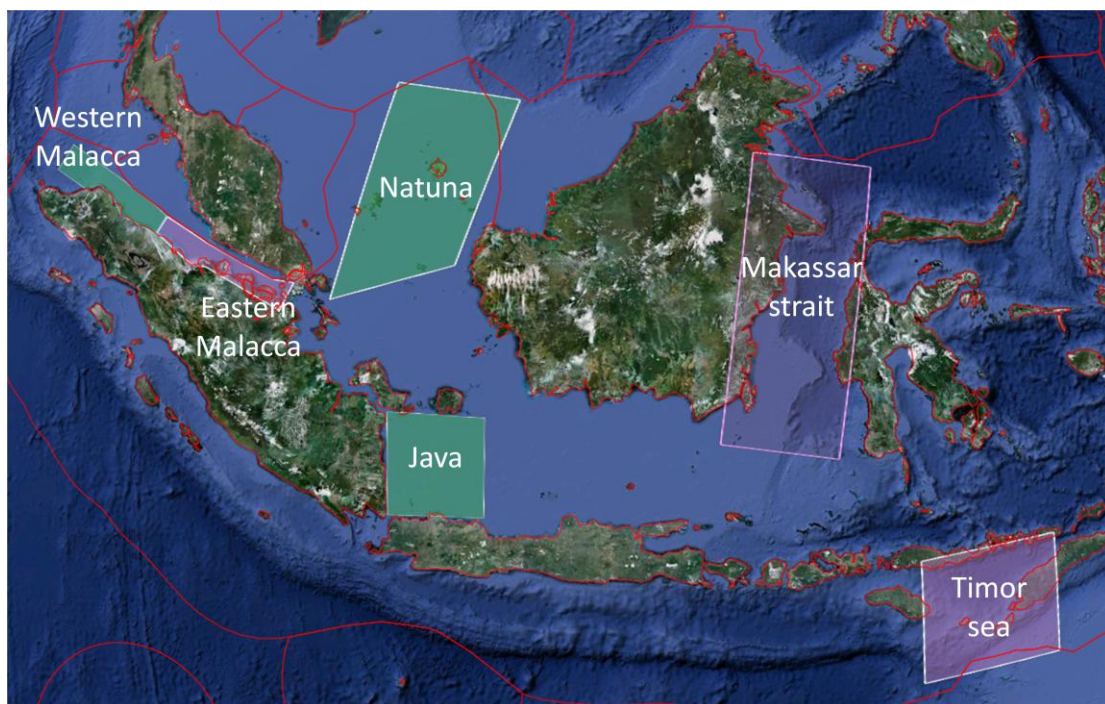 Western
Malacca
Natuna
Eastern
Malacca
Makassar
strait
Java
Timor
sea